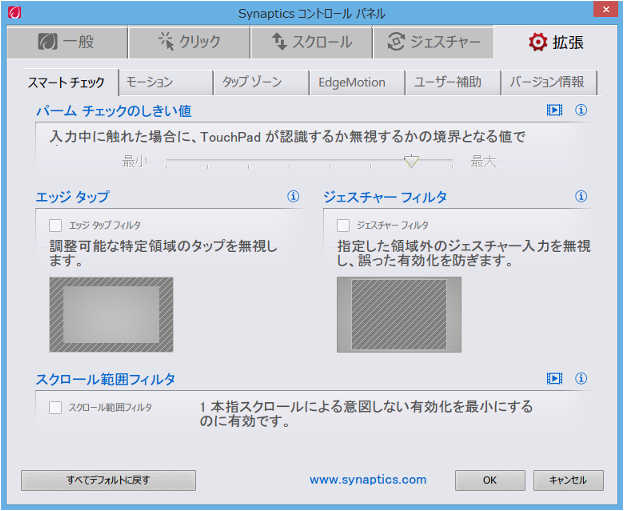 Synaptics コントロール パネル
一般
クリック
スクロール
ジェスチャー
拡張
スマート チェック
モーション
タップ ゾーン
EdgeMotion
ユーザー補助
バージョン情報
パーム チェックのしきい値
入力中に触れた場合に、TouchPad が認識するか無視するかの境界となる値で
最小
最大
エッジ タップ
エッジ タップ フィルタ
調整可能な特定領域のタップを無視し
ます。
ジェスチャー フィルタ
ジェスチャー フィルタ
指定した領域外のジェスチャー入力を無視
し、誤った有効化を防ぎます。
スクロール範囲フィルタ
スクロール範囲フィルタ
1 本指スクロールによる意図しない有効化を最小にする
のに有効です。
すべてデフォルトに戻す
www.synaptics.com
OK
キャンセル